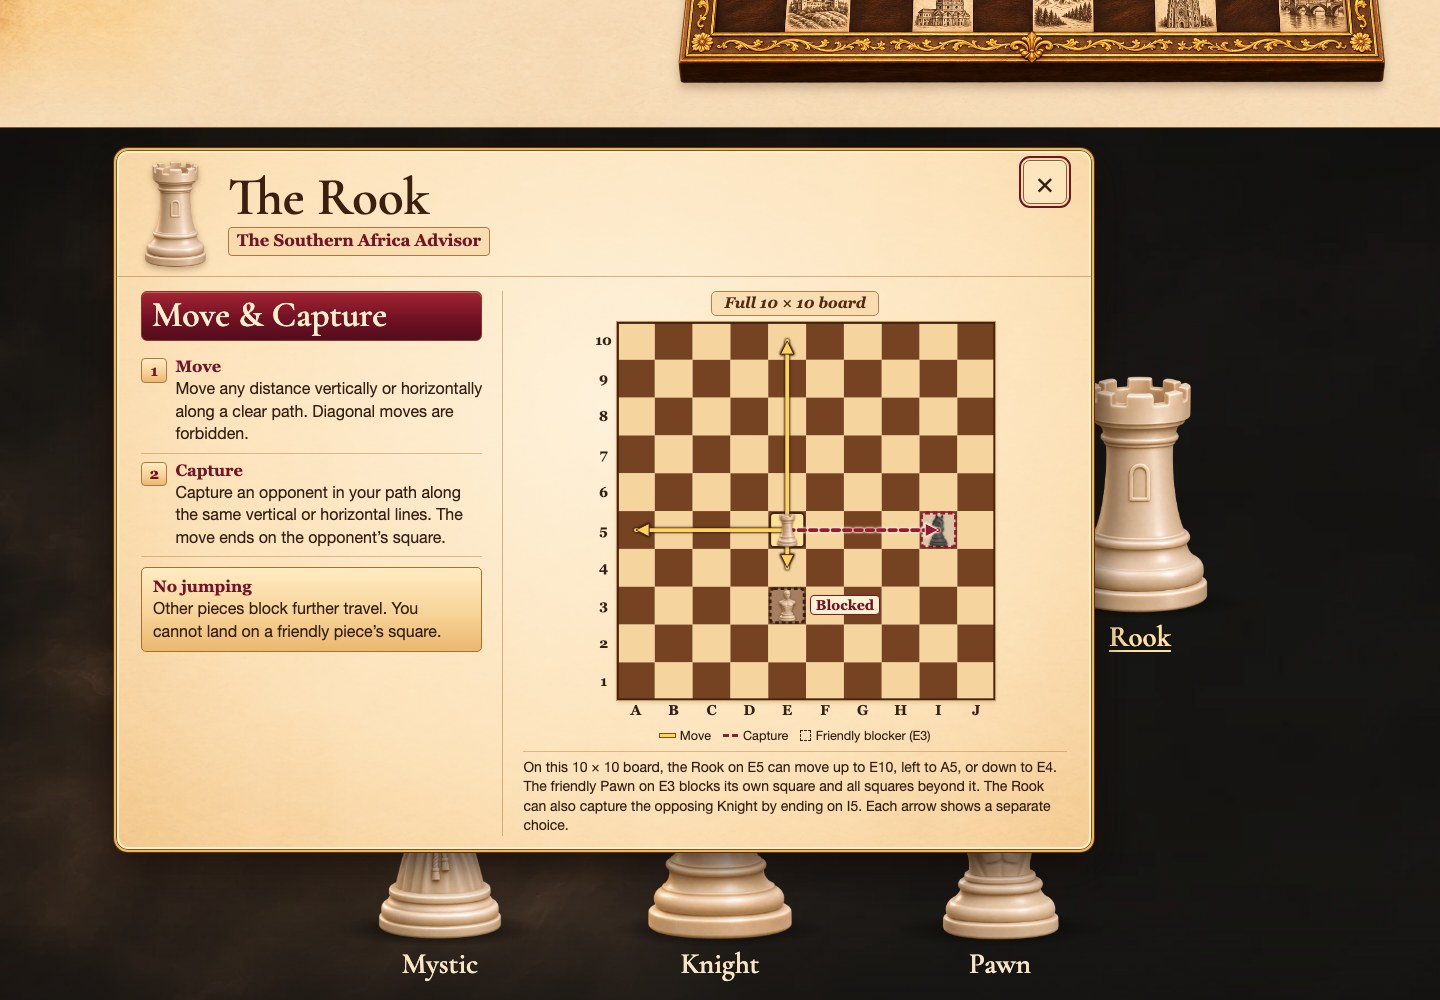 The Rook
The Southern Africa Advisor
×
Move & Capture
1
Move
Move any distance vertically or horizontally
along a clear path. Diagonal moves are
forbidden.
2
Capture
Capture an opponent in your path along
the same vertical or horizontal lines. The
move ends on the opponent’s square.
No jumping
Other pieces block further travel. You
cannot land on a friendly piece’s square.
Full 10 × 10 board
10
9
8
7
6
5
4
3
Blocked
2
1
A B C D E F G H I J
Move Capture Friendly blocker (E3)
On this 10 × 10 board, the Rook on E5 can move up to E10, left to A5, or down to E4.
The friendly Pawn on E3 blocks its own square and all squares beyond it. The Rook
can also capture the opposing Knight by ending on I5. Each arrow shows a separate
choice.
Rook
Mystic
Knight
Pawn